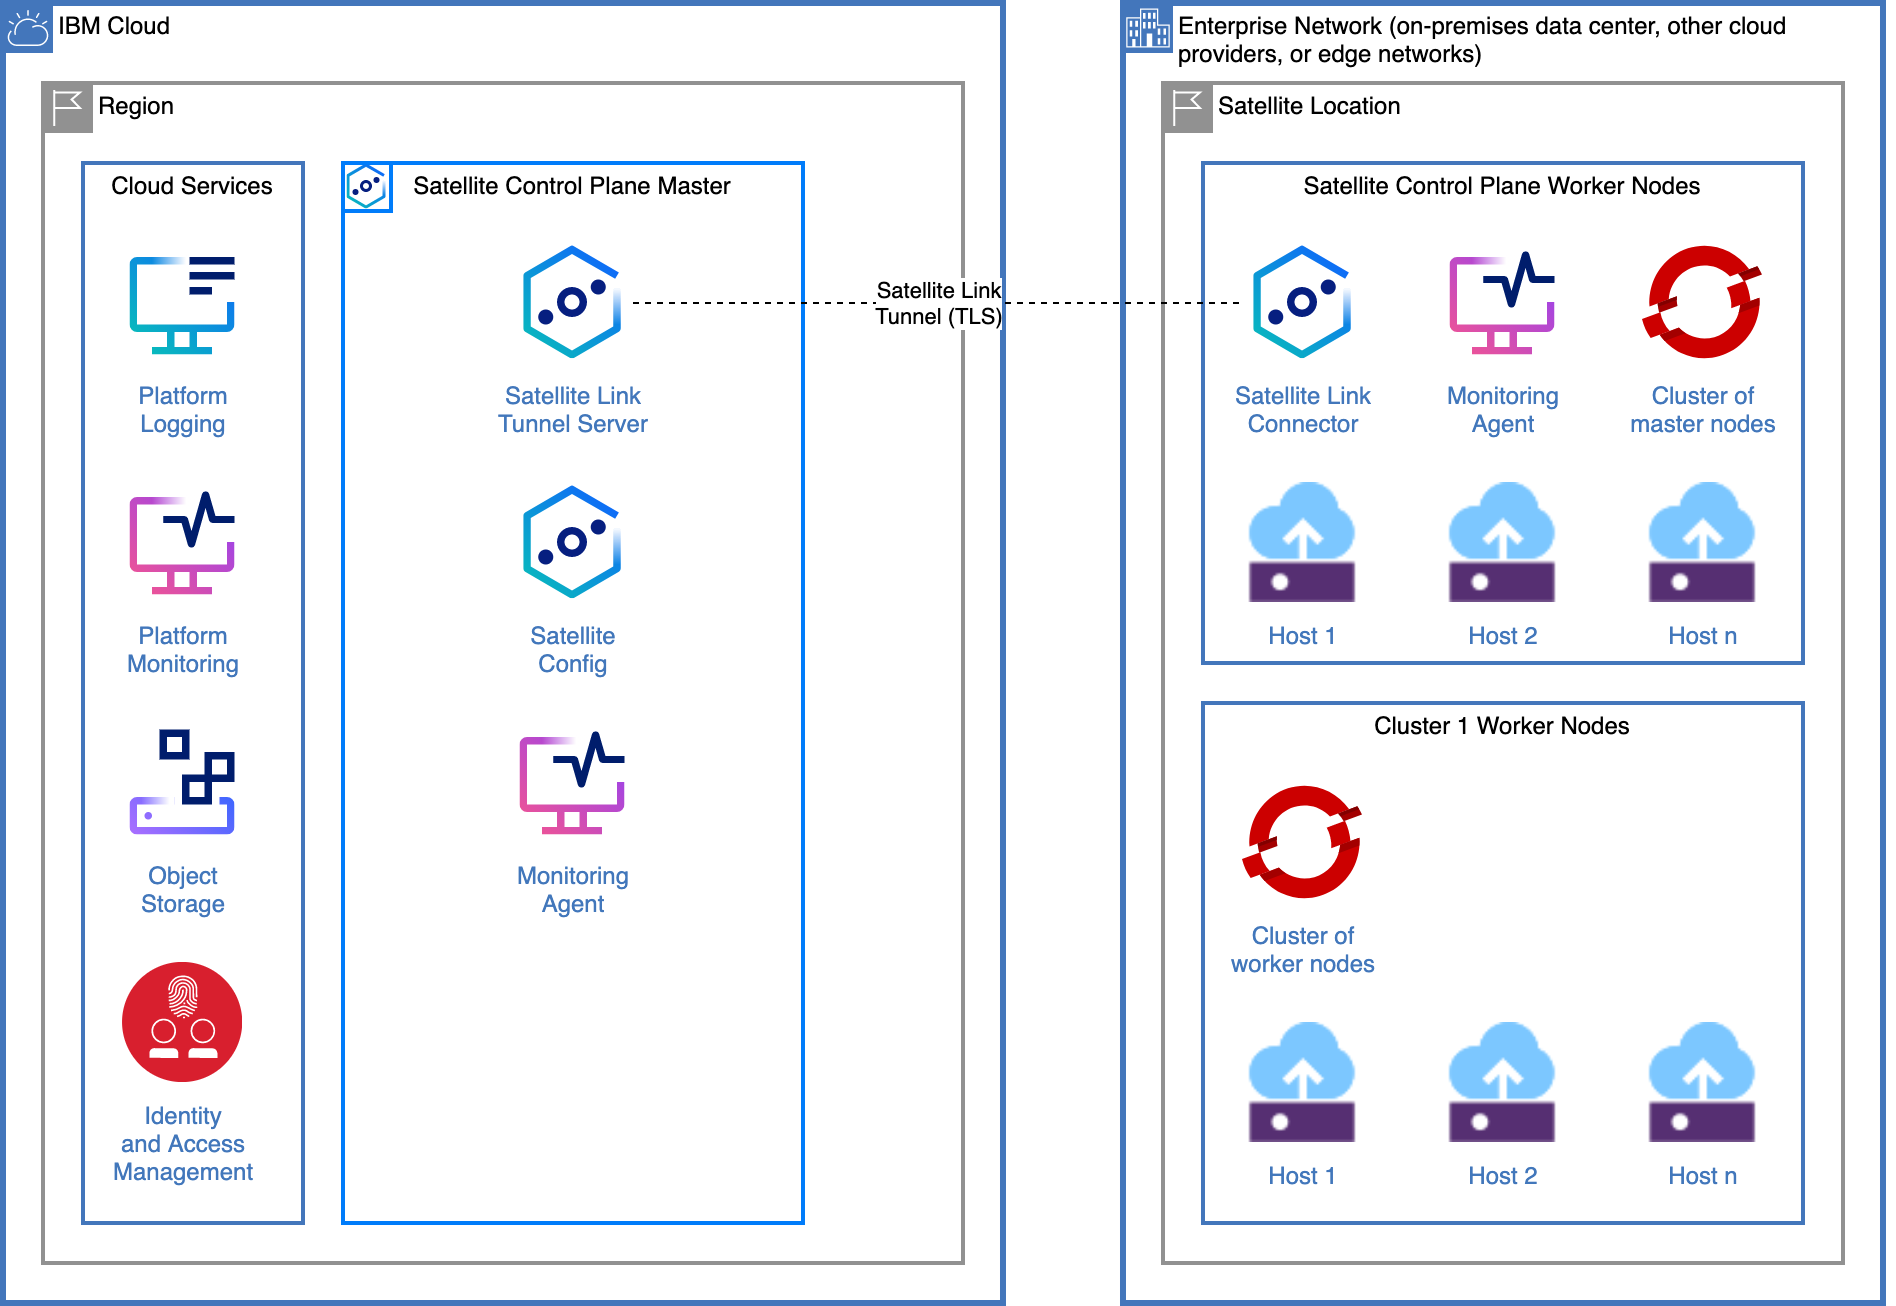 IBM Cloud
Region
Cloud Services
Platform
Logging
Platform
Monitoring
Object
Storage
Identity
and Access
Management
Satellite Control Plane Master
Satellite Link
Tunnel Server
Satellite
Config
Monitoring
Agent
Satellite Link
Tunnel (TLS)
Enterprise Network (on-premises data center, other cloud
providers, or edge networks)
Satellite Location
Satellite Control Plane Worker Nodes
Satellite Link
Connector
Monitoring
Agent
Cluster of
master nodes
Host 1
Host 2
Host n
Cluster 1 Worker Nodes
Cluster of
worker nodes
Host 1
Host 2
Host n